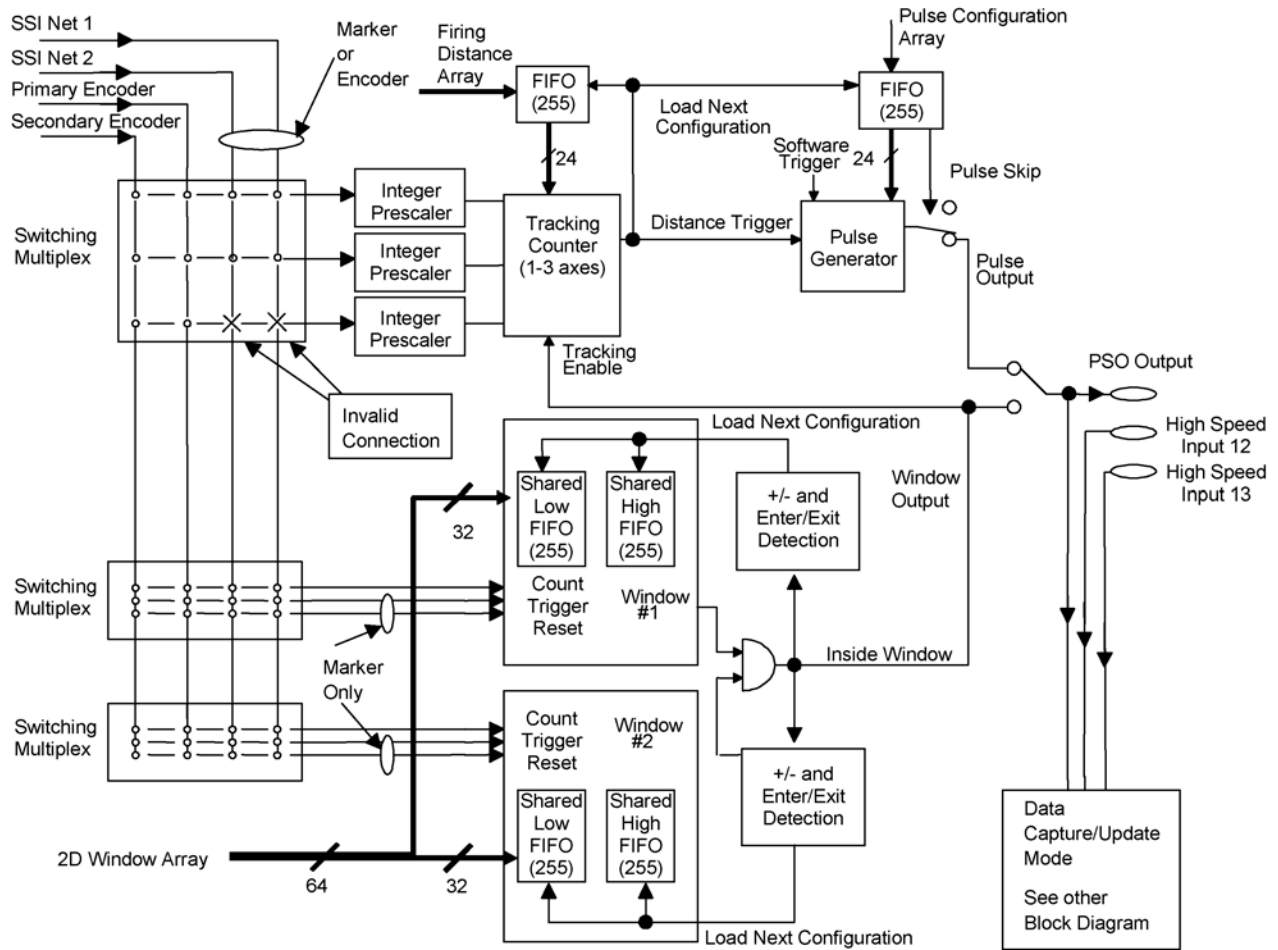 SSI Net 1
SSI Net 2
Primary Encoder
Secondary Encoder
Marker
or
Encoder
Firing
Distance
Array
FIFO
(255)
24
Load Next
Configuration
Pulse Configuration
Array
FIFO
(255)
Software
Trigger
24
Pulse Skip
Switching
Multiplex
Integer
Prescaler
Integer
Prescaler
Integer
Prescaler
Tracking
Counter
(1-3 axes)
Distance Trigger
Pulse
Generator
Pulse
Output
Tracking
Enable
Invalid
Connection
PSO Output
High Speed
Input 12
High Speed
Input 13
Load Next Configuration
Window
Output
32
Shared
Low
FIFO
(255)
Shared
High
FIFO
(255)
+/- and
Enter/Exit
Detection
Switching
Multiplex
Count
Trigger
Reset
Window
#1
Inside Window
Marker
Only
Switching
Multiplex
Count
Trigger
Reset
Window
#2
+/- and
Enter/Exit
Detection
Shared
Low
FIFO
(255)
Shared
High
FIFO
(255)
2D Window Array
64
32
Load Next Configuration
Data
Capture/Update
Mode
See other
Block Diagram